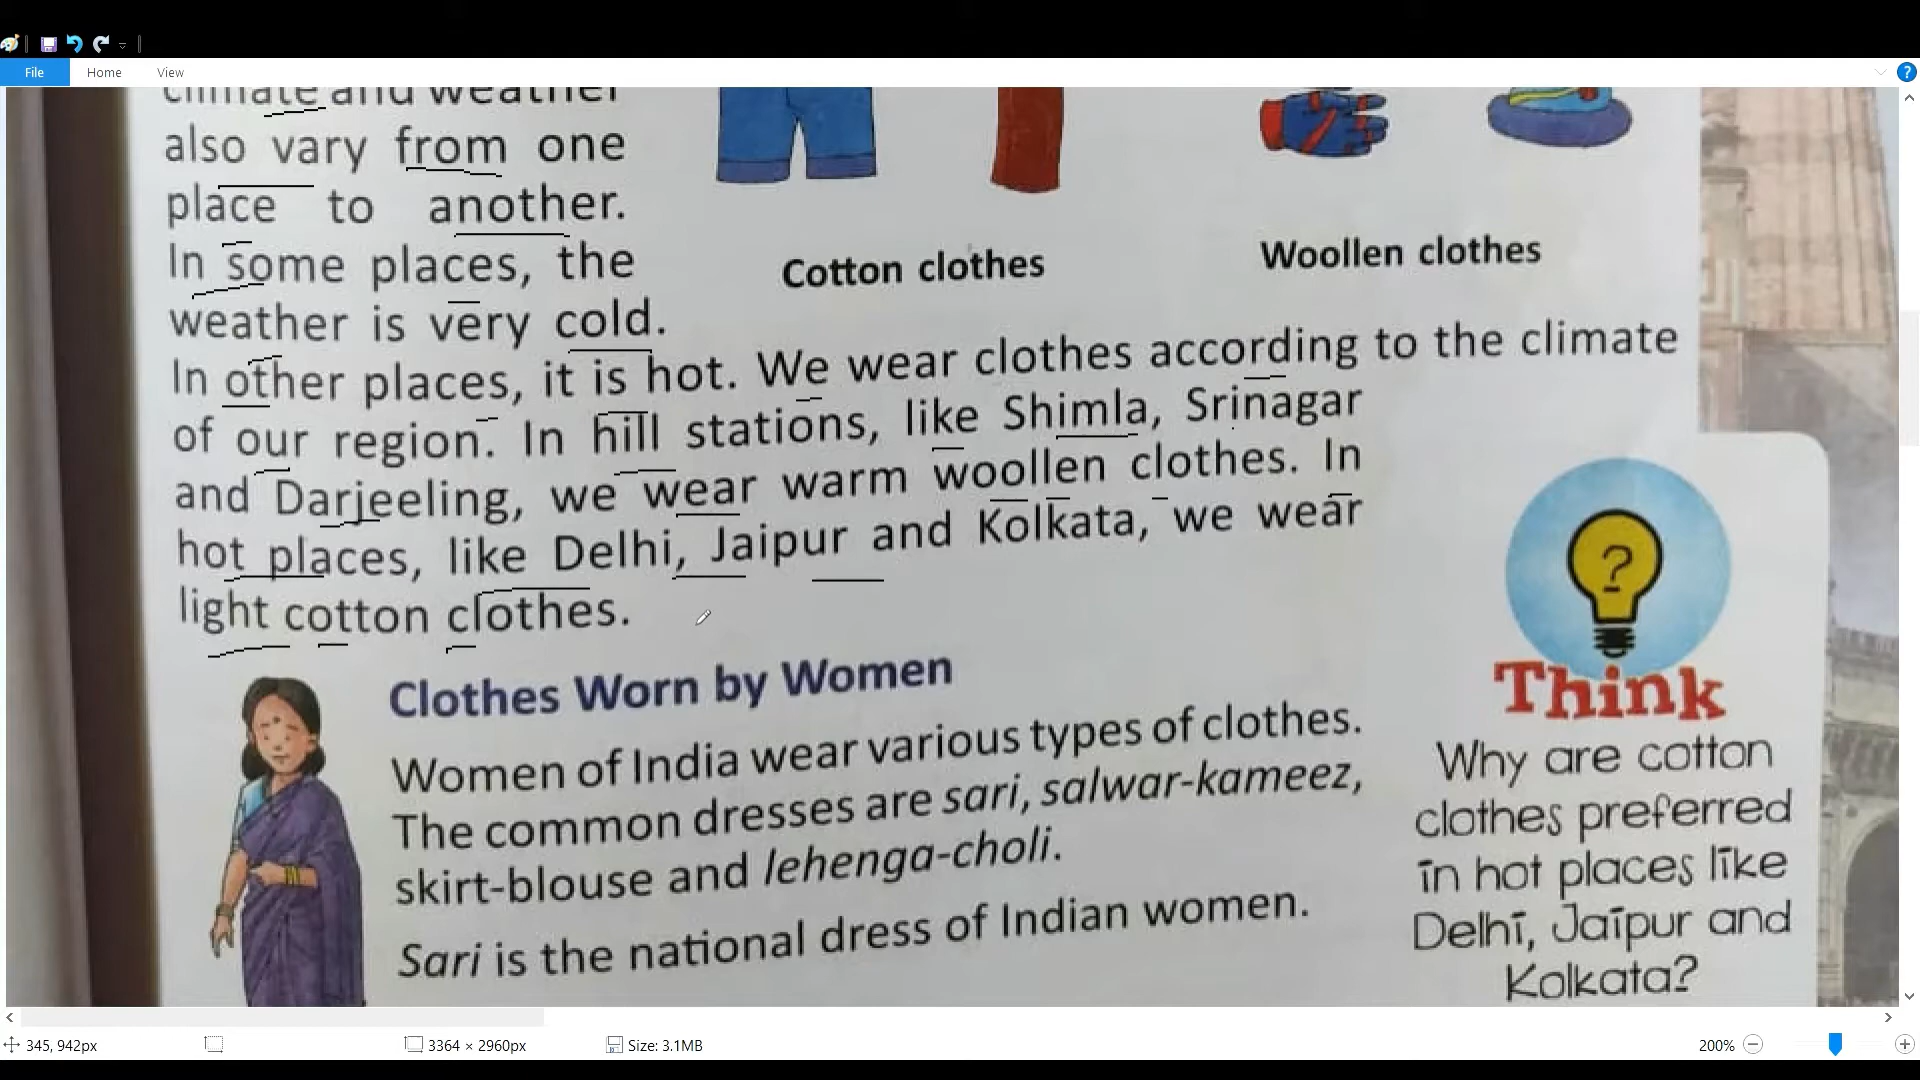 File
Home
View
climate and weather
also vary from one
place to another.
In some places, the
weather is very cold.
Cotton clothes
Woollen clothes
In other places, it is hot. We wear clothes according to the climate
of our region. In hill stations, like Shimla, Srinagar
and Darjeeling, we wear warm woollen clothes. In
hot places, like Delhi, Jaipur and Kolkata, we wear
light cotton clothes.
Clothes Worn by Women
Women of India wear various types of clothes.
The common dresses are sari, salwar-kameez,
skirt-blouse and lehenga-choli.
Sari is the national dress of Indian women.
?
Think
Why are cotton
clothes preferred
in hot places like
Delhi, Jaipur and
Kolkata?
345, 942px
3364 × 2960px
Size: 3.1MB
200%